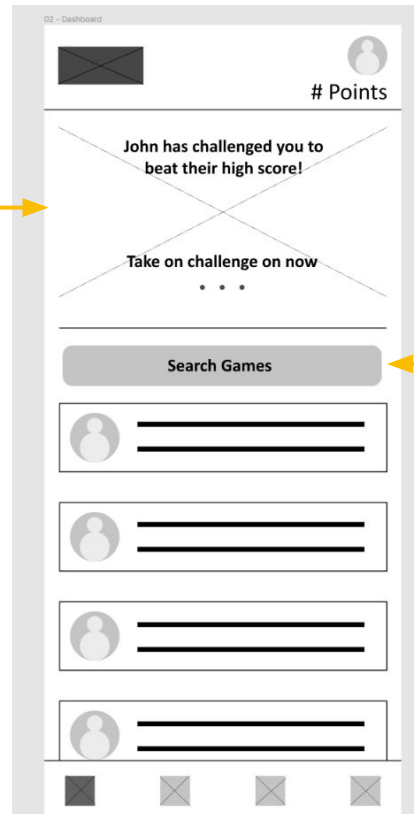 02 - Dashboard
# Points
John has challenged you to
beat their high score!
Take on challenge on now
Search Games